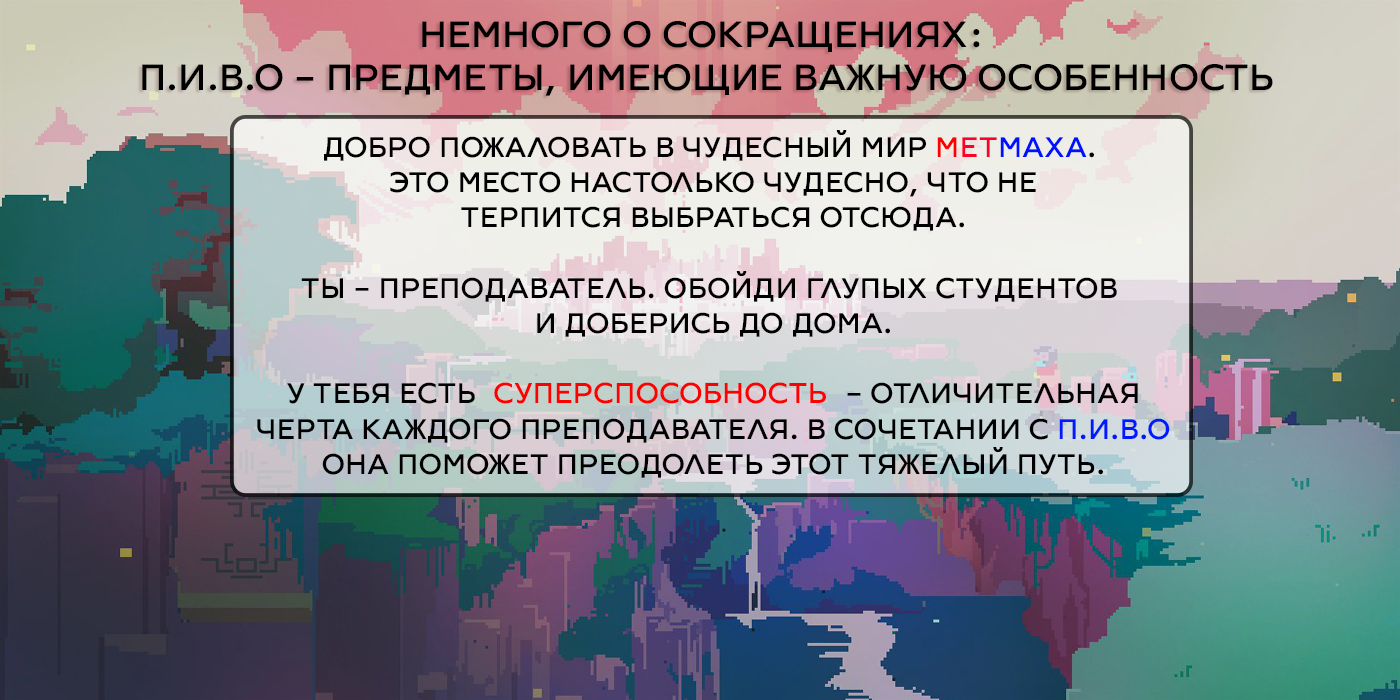 НЕМНОГО О СОКРАЩЕНИЯХ:
П.И.В.О – ПРЕДМЕТЫ, ИМЕЮЩИЕ ВАЖНУЮ ОСОБЕННОСТЬ
ДОБРО ПОЖАЛОВАТЬ В ЧУДЕСНЫЙ МИР МЕТМАХА.
ЭТО МЕСТО НАСТОЛЬКО ЧУДЕСНО, ЧТО НЕ
ТЕРПИТСЯ ВЫБРАТЬСЯ ОТСЮДА.
ТЫ – ПРЕПОДАВАТЕЛЬ. ОБОЙДИ ГЛУПЫХ СТУДЕНТОВ
И ДОБЕРИСЬ ДО ДОМА.
У ТЕБЯ ЕСТЬ СУПЕРСПОСОБНОСТЬ – ОТЛИЧИТЕЛЬНАЯ
ЧЕРТА КАЖДОГО ПРЕПОДАВАТЕЛЯ. В СОЧЕТАНИИ С П.И.В.О
ОНА ПОМОЖЕТ ПРЕОДОЛЕТЬ ЭТОТ ТЯЖЕЛЫЙ ПУТЬ.